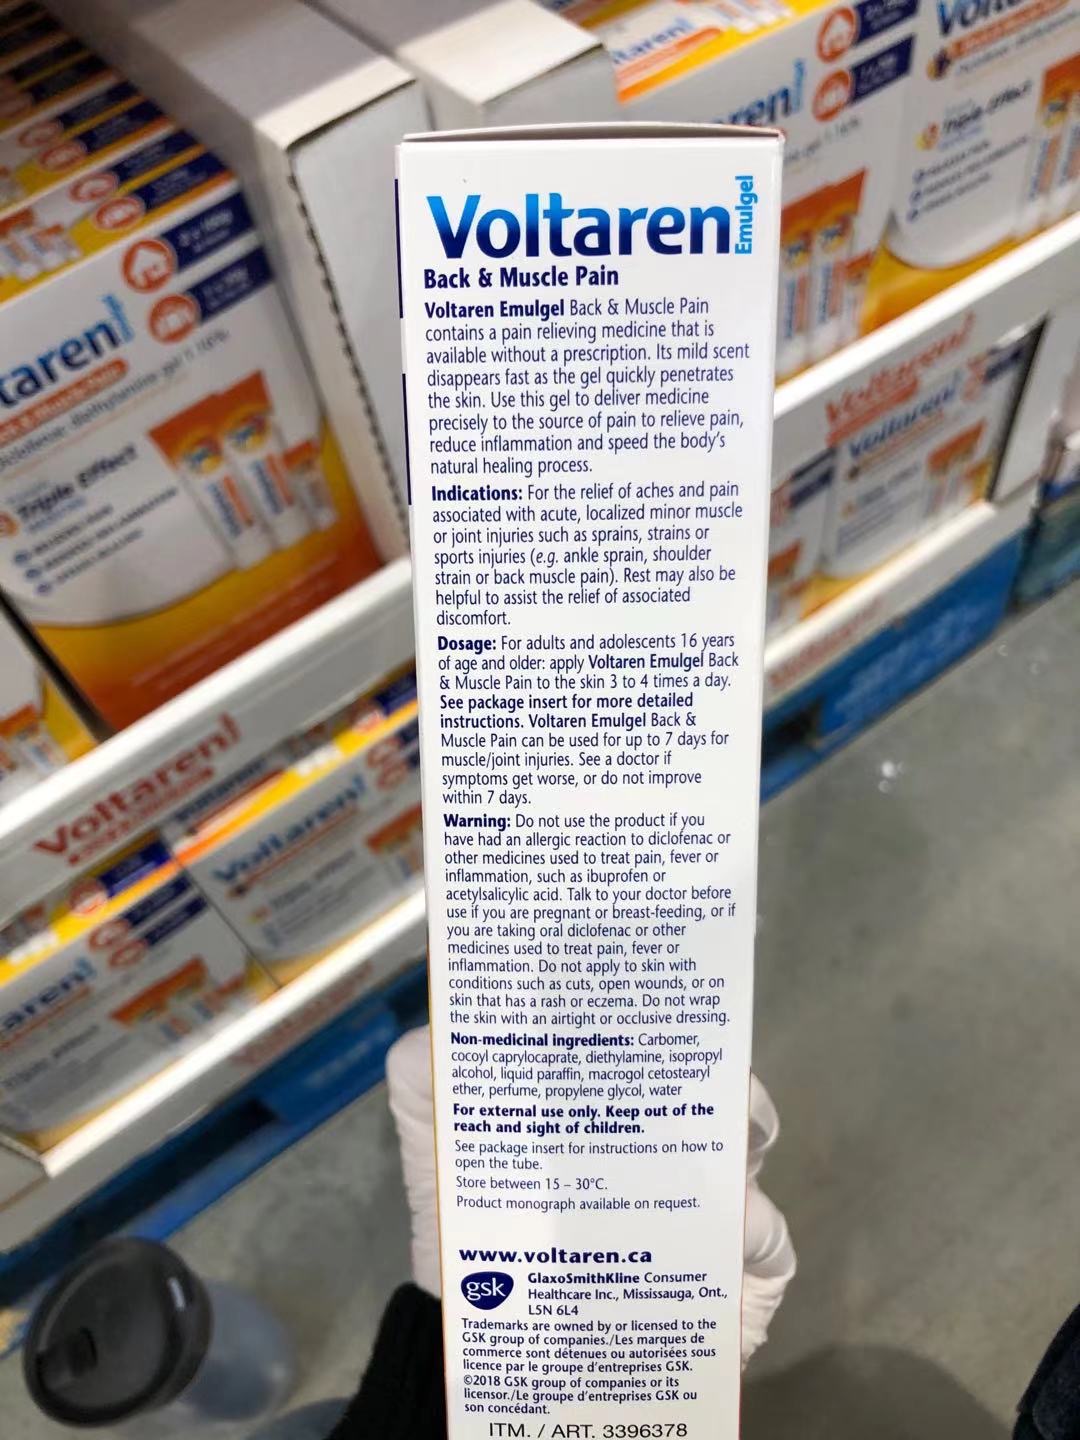 Voltaren Emulgel
Back & Muscle Pain
Voltaren Emulgel Back & Muscle Pain
contains a pain relieving medicine that is
available without a prescription. Its mild scent
disappears fast as the gel quickly penetrates
the skin. Use this gel to deliver medicine
precisely to the source of pain to relieve pain,
reduce inflammation and speed the body's
natural healing process.
Indications: For the relief of aches and pain
associated with acute, localized minor muscle
or joint injuries such as sprains, strains or
sports injuries (e.g. ankle sprain, shoulder
strain or back muscle pain). Rest may also be
helpful to assist the relief of associated
discomfort.
Dosage: For adults and adolescents 16 years
of age and older: apply Voltaren Emulgel Back
& Muscle Pain to the skin 3 to 4 times a day.
See package insert for more detailed
instructions. Voltaren Emulgel Back &
Muscle Pain can be used for up to 7 days for
muscle/joint injuries. See a doctor if
symptoms get worse, or do not improve
within 7 days.
Warning: Do not use the product if you
have had an allergic reaction to diclofenac or
other medicines used to treat pain, fever or
inflammation, such as ibuprofen or
acetylsalicylic acid. Talk to your doctor before
use if you are pregnant or breast-feeding, or if
you are taking oral diclofenac or other
medicines used to treat pain, fever or
inflammation. Do not apply to skin with
conditions such as cuts, open wounds, or on
skin that has a rash or eczema. Do not wrap
the skin with an airtight or occlusive dressing.
Non-medicinal ingredients: Carbomer,
cocoyl caprylocaprate, diethylamine, isopropyl
alcohol, liquid paraffin, macrogol cetostearyl
ether, perfume, propylene glycol, water
For external use only. Keep out of the
reach and sight of children.
See package insert for instructions on how to
open the tube.
Store between 15 – 30°C.
Product monograph available on request.
www.voltaren.ca
gsk
GlaxoSmithKline Consumer
Healthcare Inc., Mississauga, Ont.,
L5N 6L4
Trademarks are owned by or licensed to the
GSK group of companies./Les marques de
commerce sont détenues ou autorisées sous
licence par le groupe d'entreprises GSK.
©2018 GSK group of companies or its
licensor./Le groupe d'entreprises GSK ou
son concédant.
ITM. / ART. 3396378
taren
Triple Effect
Voltaren
Voltaren
taren
aren
Triple Effect
Voltaren
Voltaren
aren